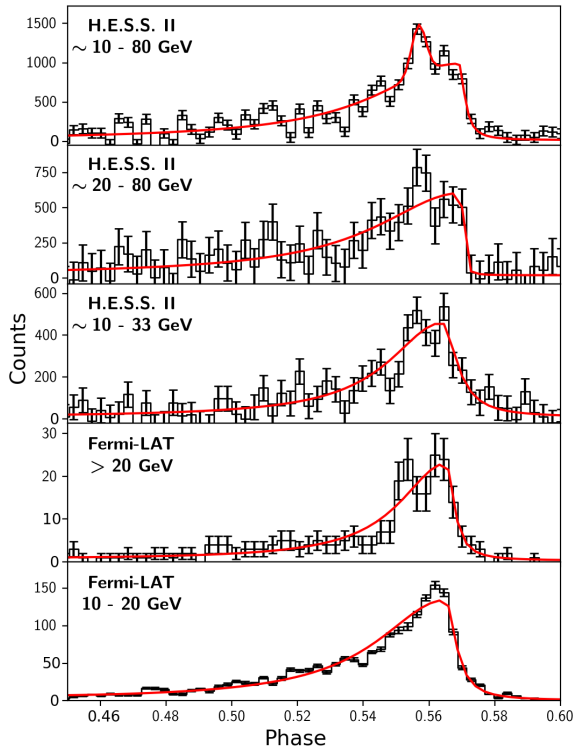 H.E.S.S. II
~ 10 - 80 GeV
1500
1000
500
0
H.E.S.S. II
~ 20 - 80 GeV
750
500
250
0
H.E.S.S. II
~ 10 - 33 GeV
600
400
200
0
Counts
Fermi-LAT
> 20 GeV
30
20
10
0
Fermi-LAT
10 - 20 GeV
150
100
50
0
0.46 0.48 0.50 0.52 0.54 0.56 0.58 0.60
Phase